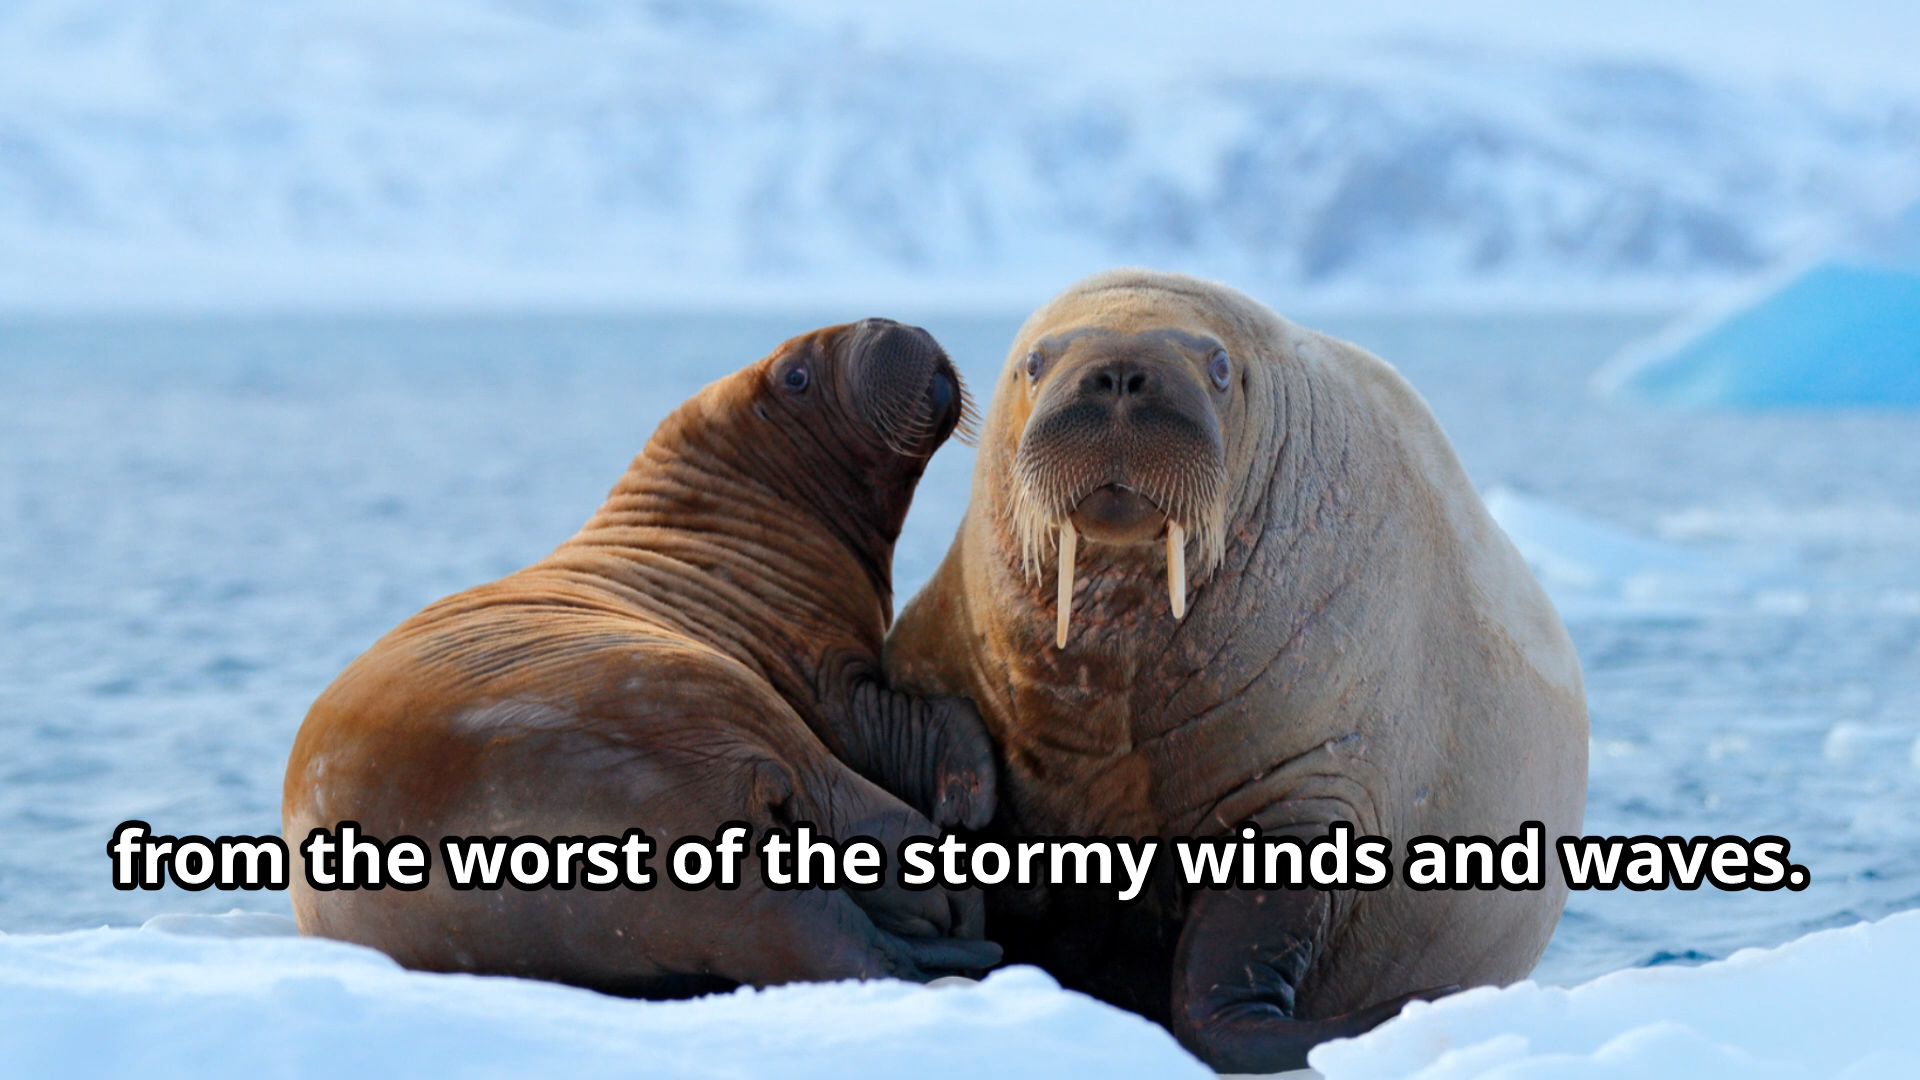 from the worst of the stormy winds and waves.